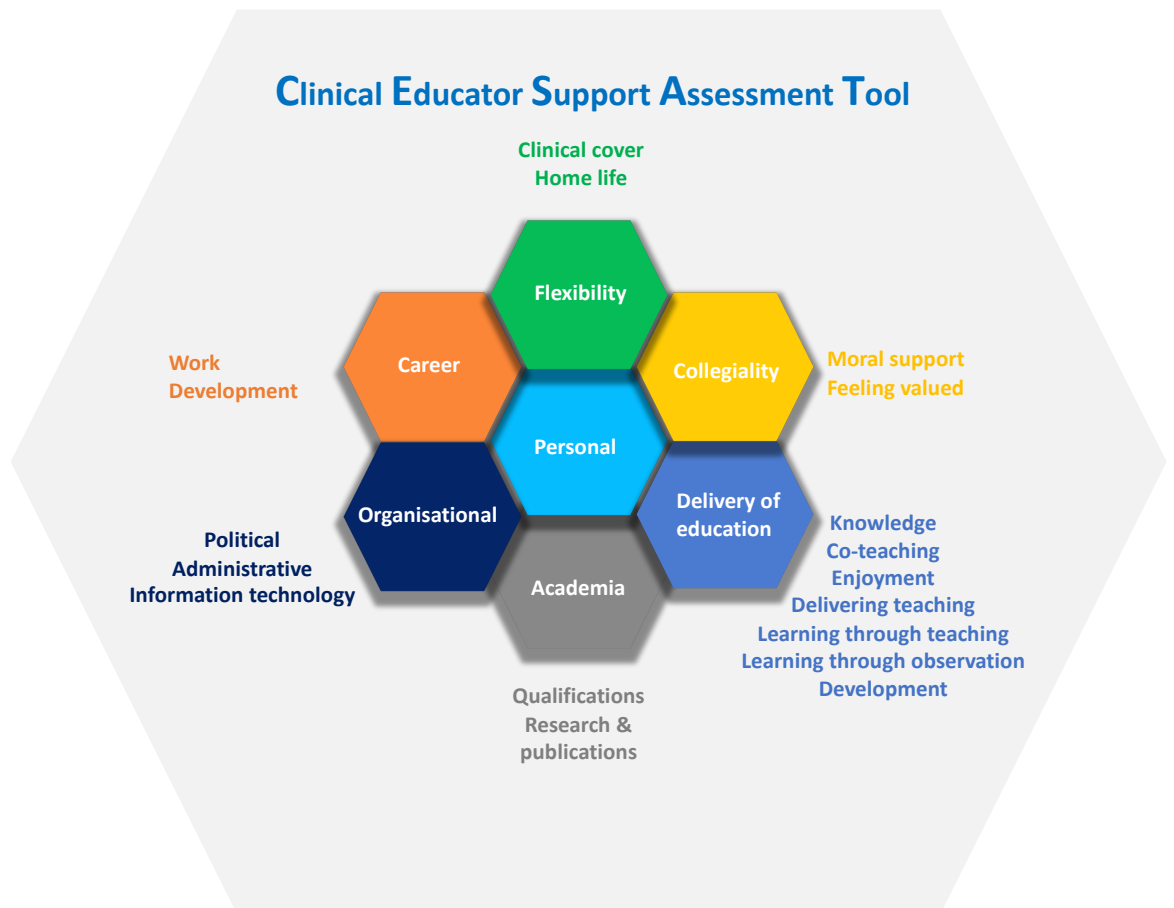 Clinical Educator Support Assessment Tool
Clinical cover
Home life
Flexibility
Career
Work
Development
Collegiality
Moral support
Feeling valued
Personal
Organisational
Political
Administrative
Information technology
Delivery of
education
Knowledge
Co-teaching
Enjoyment
Delivering teaching
Learning through teaching
Learning through observation
Development
Academia
Qualifications
Research &
publications